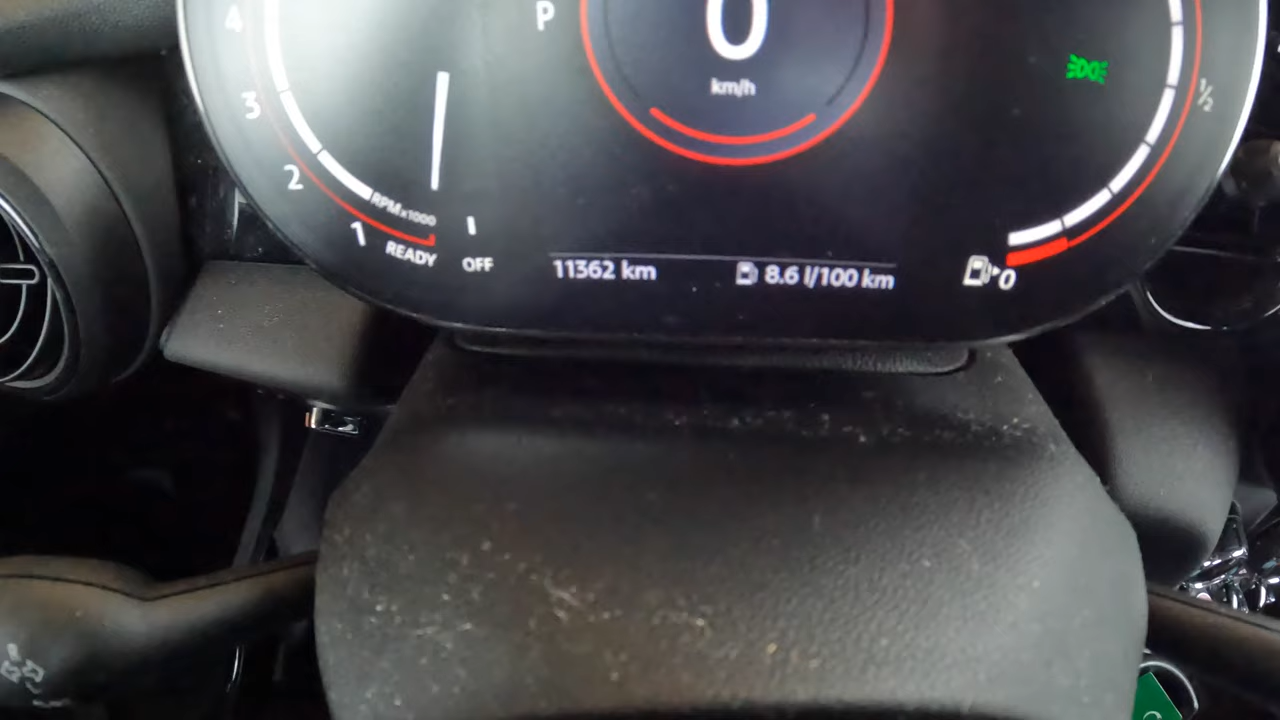 4
3
2
1
RPMx1000
READY
OFF
P
0
km/h
11362 km
8.6 l/100 km
1/2
0